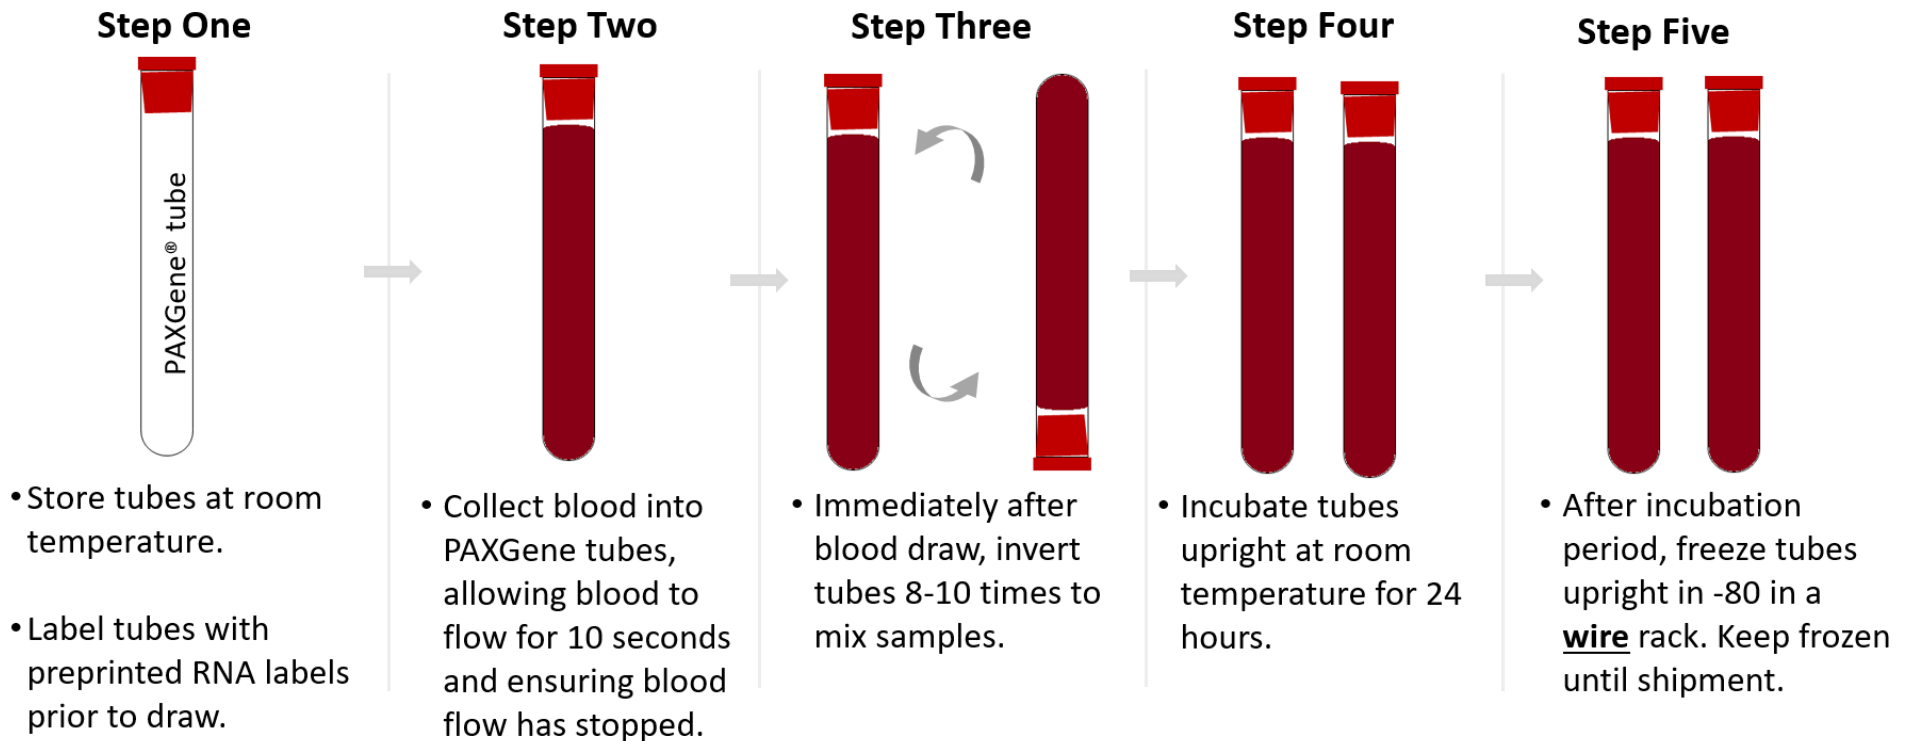 Step One
PAXGene® tube
• Store tubes at room
temperature.
• Label tubes with
preprinted RNA labels
prior to draw.
Step Two
• Collect blood into
PAXGene tubes,
allowing blood to
flow for 10 seconds
and ensuring blood
flow has stopped.
Step Three
• Immediately after
blood draw, invert
tubes 8-10 times to
mix samples.
Step Four
• Incubate tubes
upright at room
temperature for 24
hours.
Step Five
• After incubation
period, freeze tubes
upright in -80 in a
wire rack. Keep frozen
until shipment.